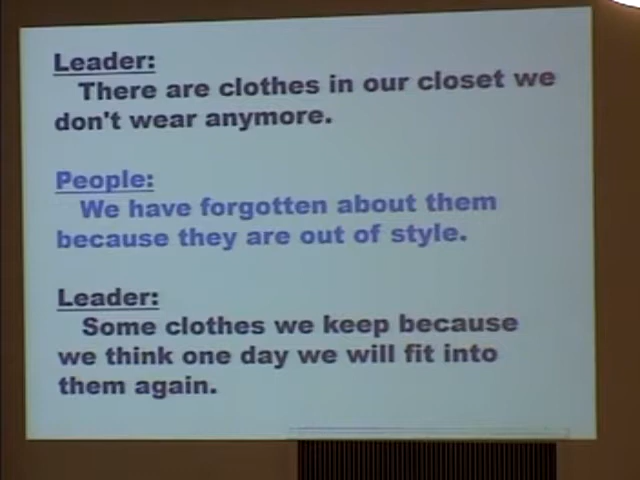 Leader:
There are clothes in our closet we
don't wear anymore.
People:
We have forgotten about them
because they are out of style.
Leader:
Some clothes we keep because
we think one day we will fit into
them again.